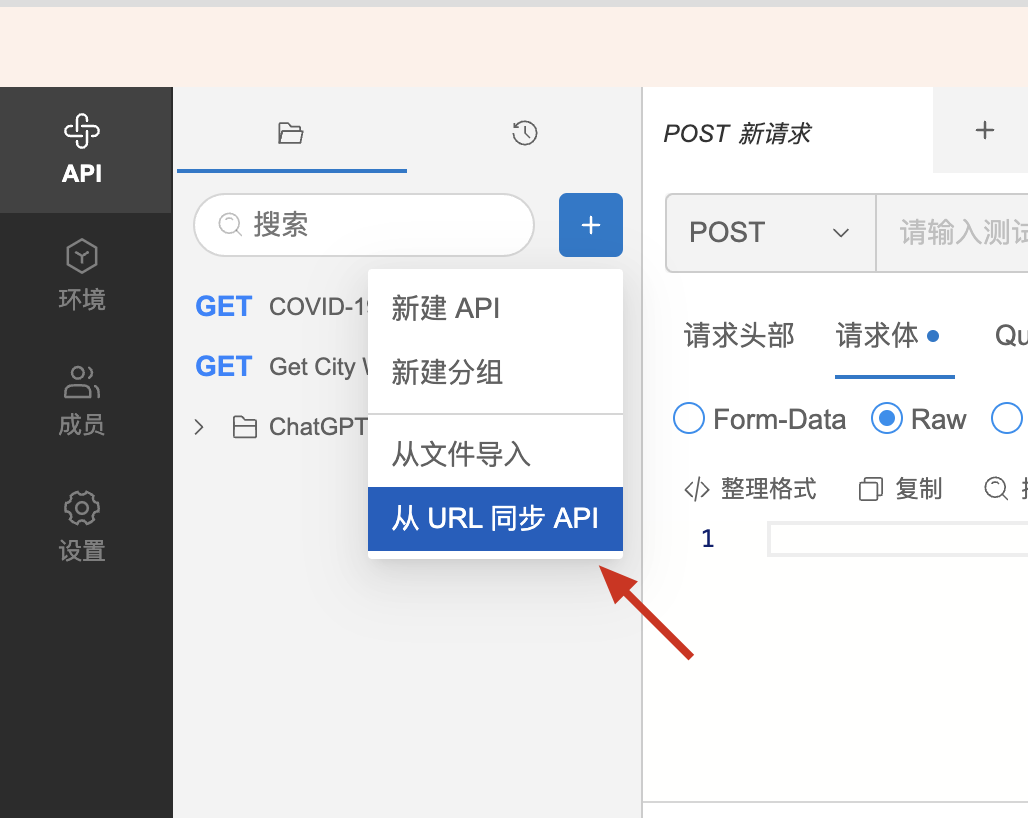 API
环境
成员
设置
搜索
+
GET COVID-19
GET Get City
ChatGPT
新建 API
新建分组
从文件导入
从 URL 同步 API
POST 新请求
+
POST
请输入测试
请求头部
请求体
Qu
Form-Data
Raw
整理格式
复制
1